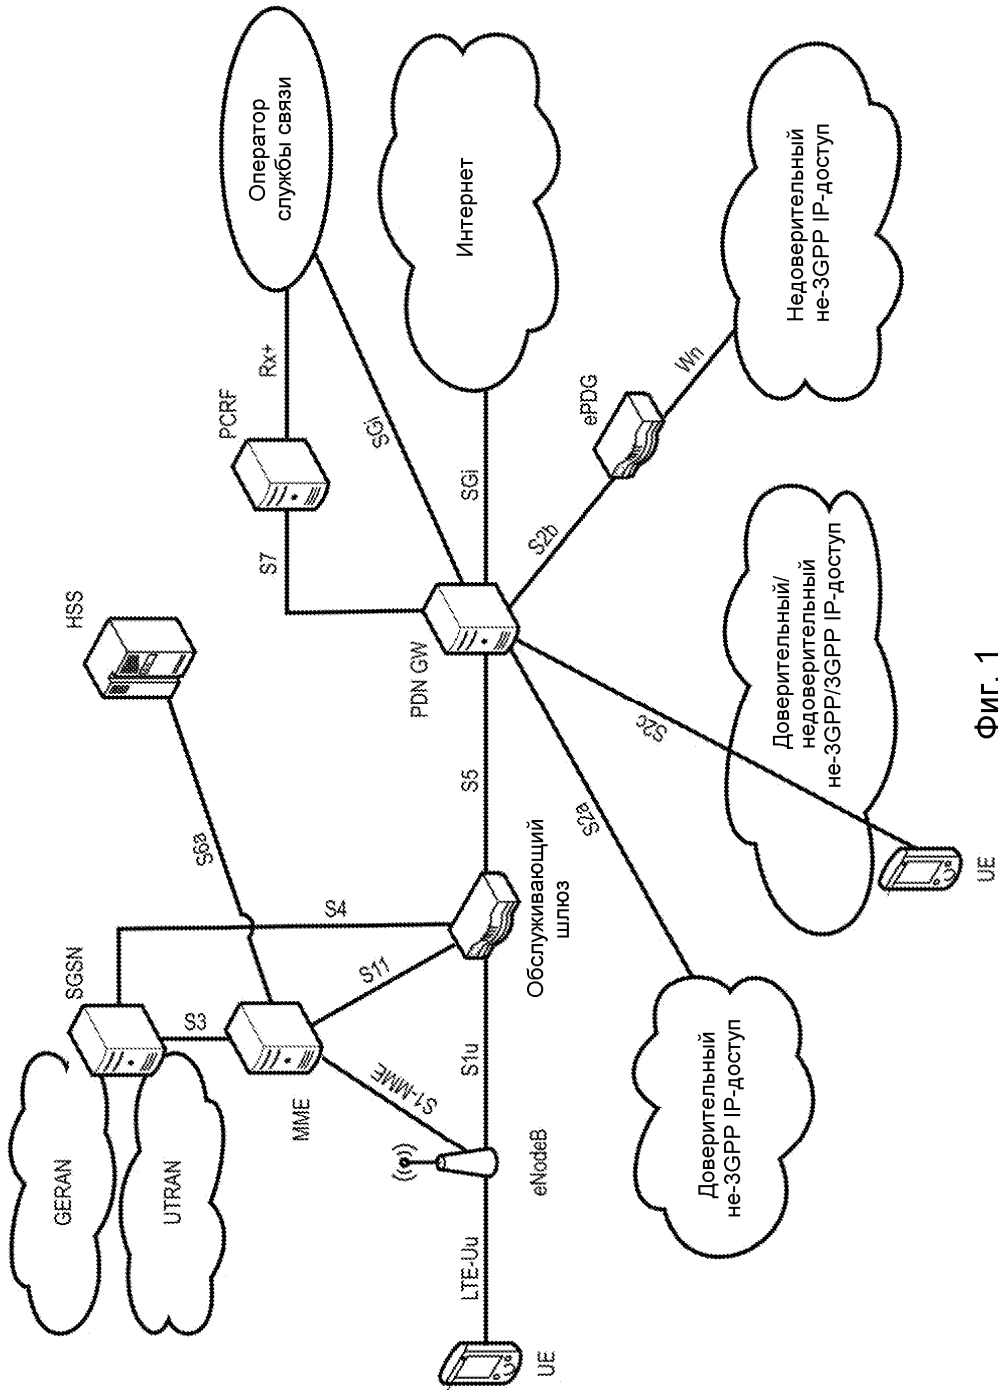 GERAN
UTRAN
SGSN
HSS
S3
S6a
S4
MME
S11
S1-MME
S7
PCRF
Rx+
Оператор
службы связи
SGi
UE
LTE-Uu
eNodeB
S1u
Обслуживающий
шлюз
S5
PDN GW
SGi
Интернет
S2a
S2c
S2b
ePDG
Wn
Доверительный
не-3GPP IP-доступ
Доверительный/
недоверительный
не-3GPP/3GPP IP-доступ
Недоверительный
не-3GPP IP-доступ
UE
Фиг. 1